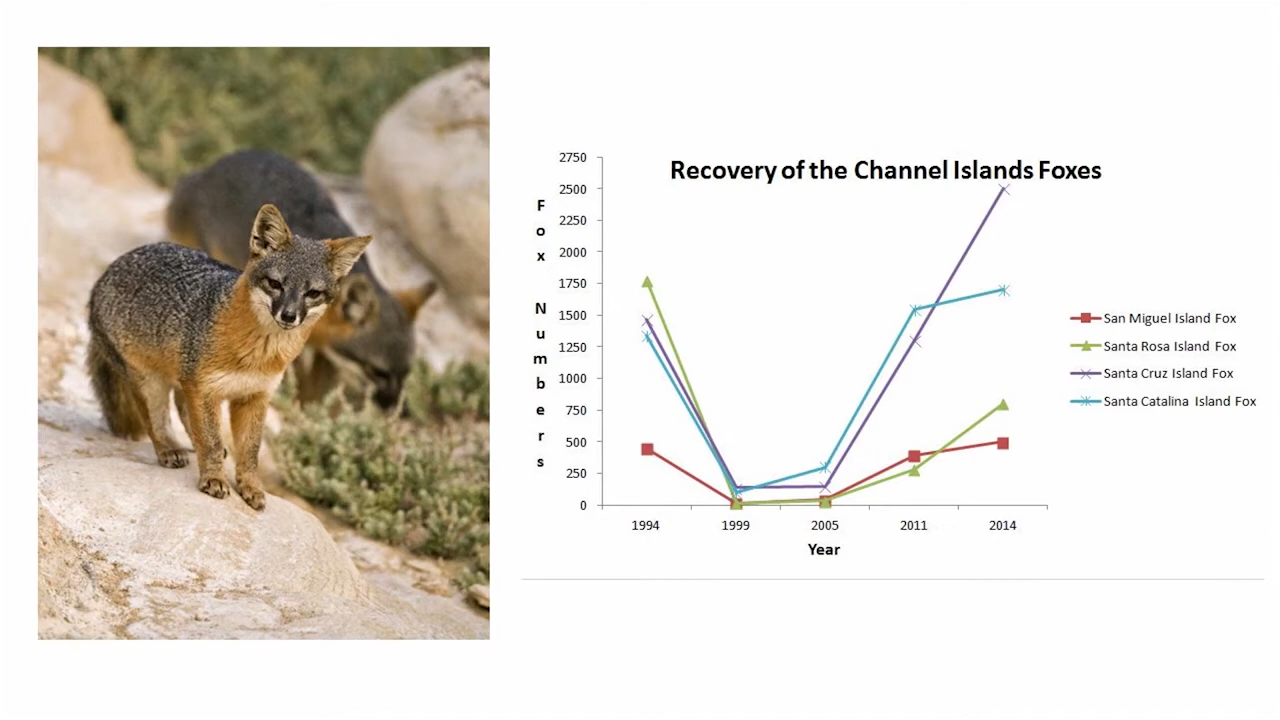 Recovery of the Channel Islands Foxes
Fox Numbers
2750
2500
2250
2000
1750
1500
1250
1000
750
500
250
0
1994 1999 2005 2011 2014
Year
San Miguel Island Fox
Santa Rosa Island Fox
Santa Cruz Island Fox
Santa Catalina Island Fox